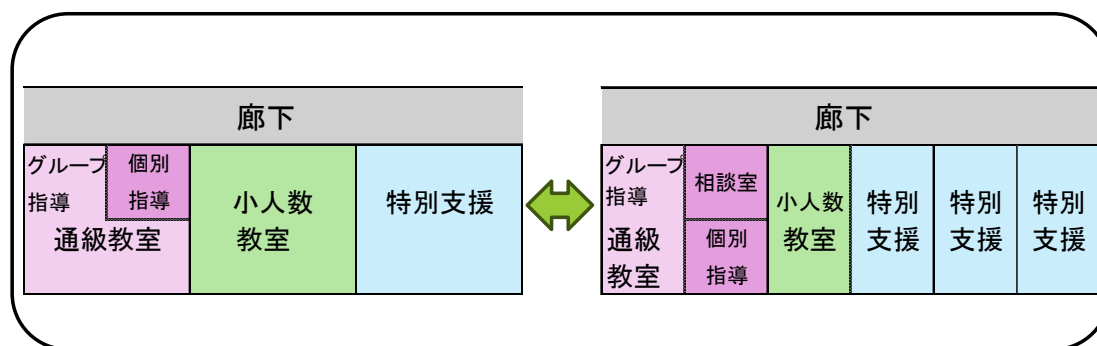 廊下
グループ
指導
個別
指導
通級教室
小人数
教室
特別支援
廊下
グループ
指導
通級
教室
相談室
個別
指導
小人数
教室
特別
支援
特別
支援
特別
支援